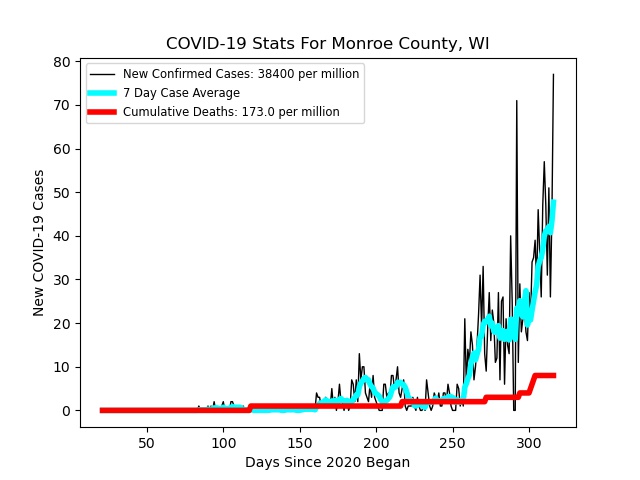 COVID-19 Stats For Monroe County, WI
New Confirmed Cases: 38400 per million
7 Day Case Average
Cumulative Deaths: 173.0 per million
New COVID-19 Cases
80
70
60
50
40
30
20
10
0
50 100 150 200 250 300
Days Since 2020 Began